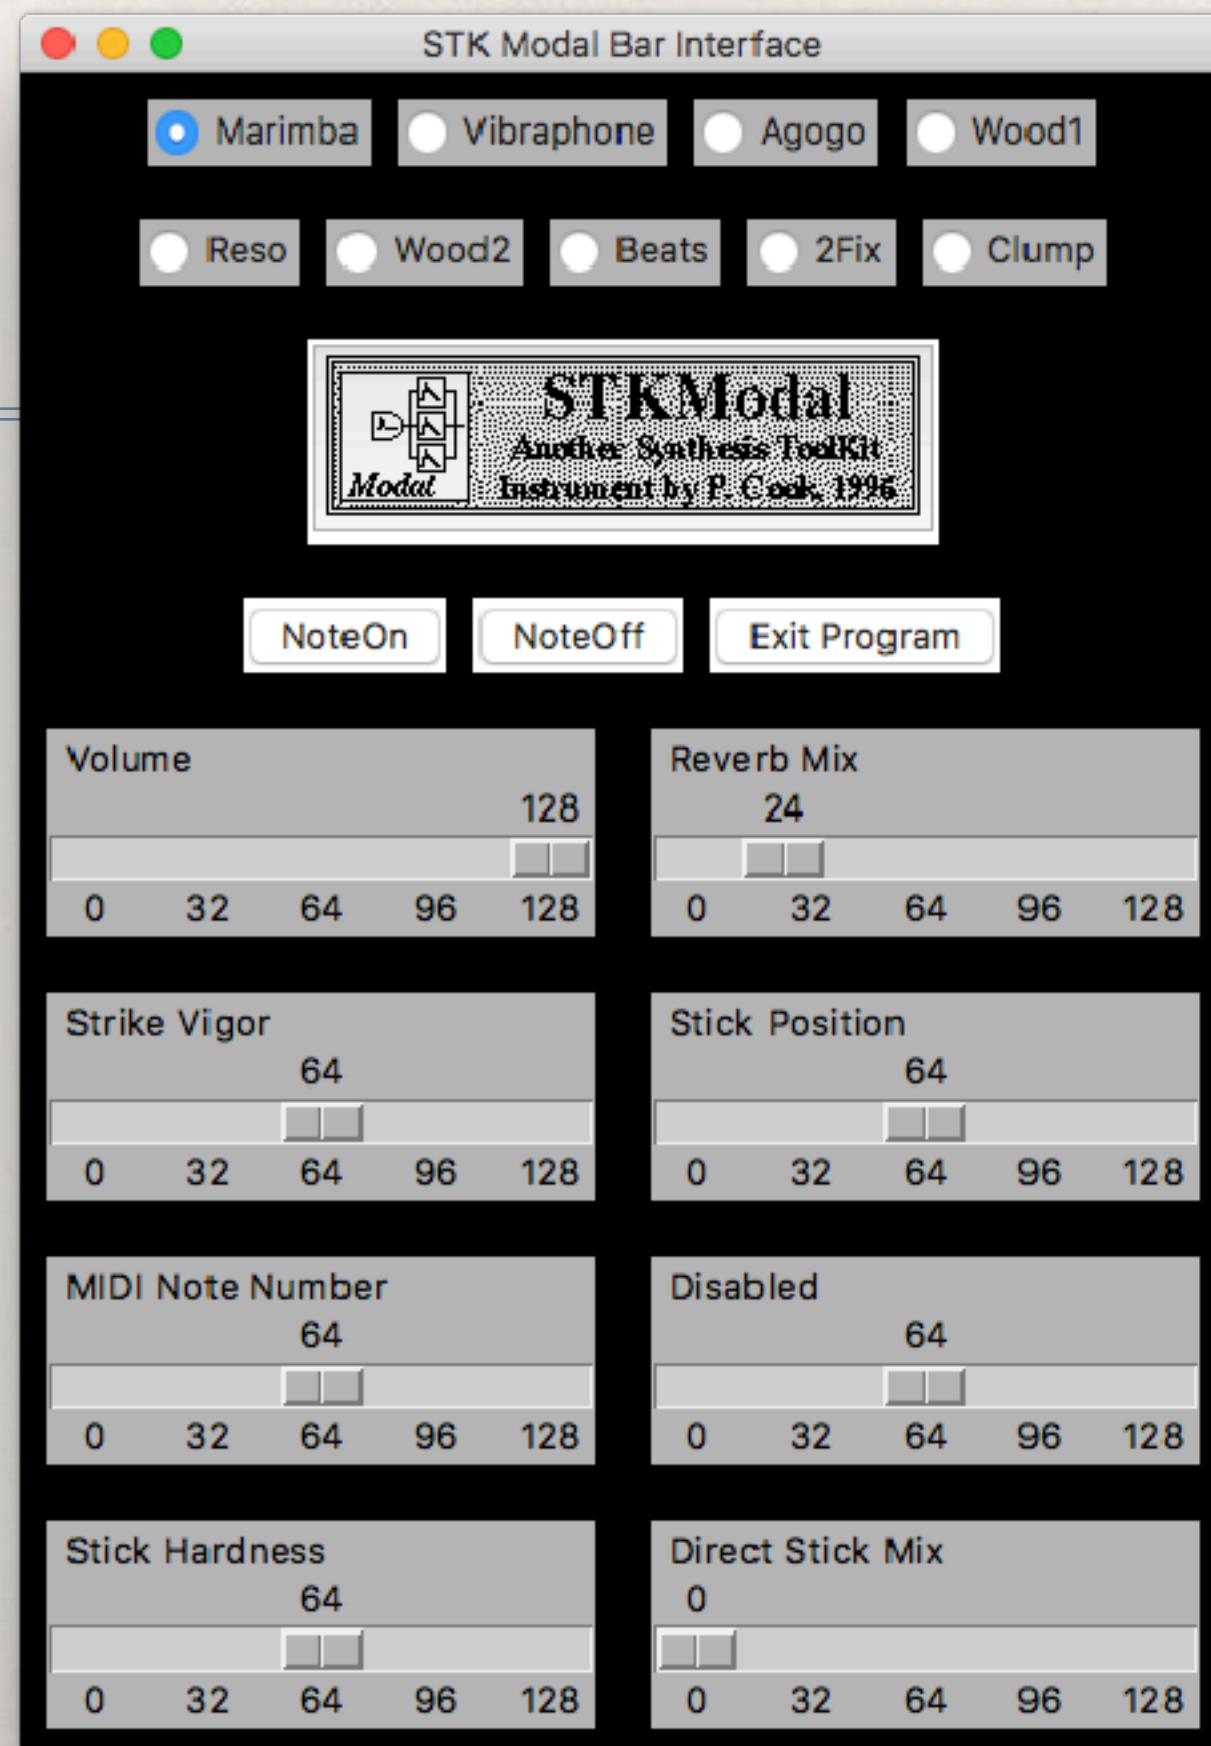 STK Modal Bar Interface
Marimba Vibraphone Agogo Wood1
Reso Wood2 Beats 2Fix Clump
STKModal
Another Synthesis ToolKit
Modal Instrument by P. Cook, 1996
NoteOn NoteOff Exit Program
Volume Reverb Mix
128 24
0 32 64 96 128 0 32 64 96 128
Strike Vigor Stick Position
64 64
0 32 64 96 128 0 32 64 96 128
MIDI Note Number Disabled
64 64
0 32 64 96 128 0 32 64 96 128
Stick Hardness Direct Stick Mix
64 0
0 32 64 96 128 0 32 64 96 128